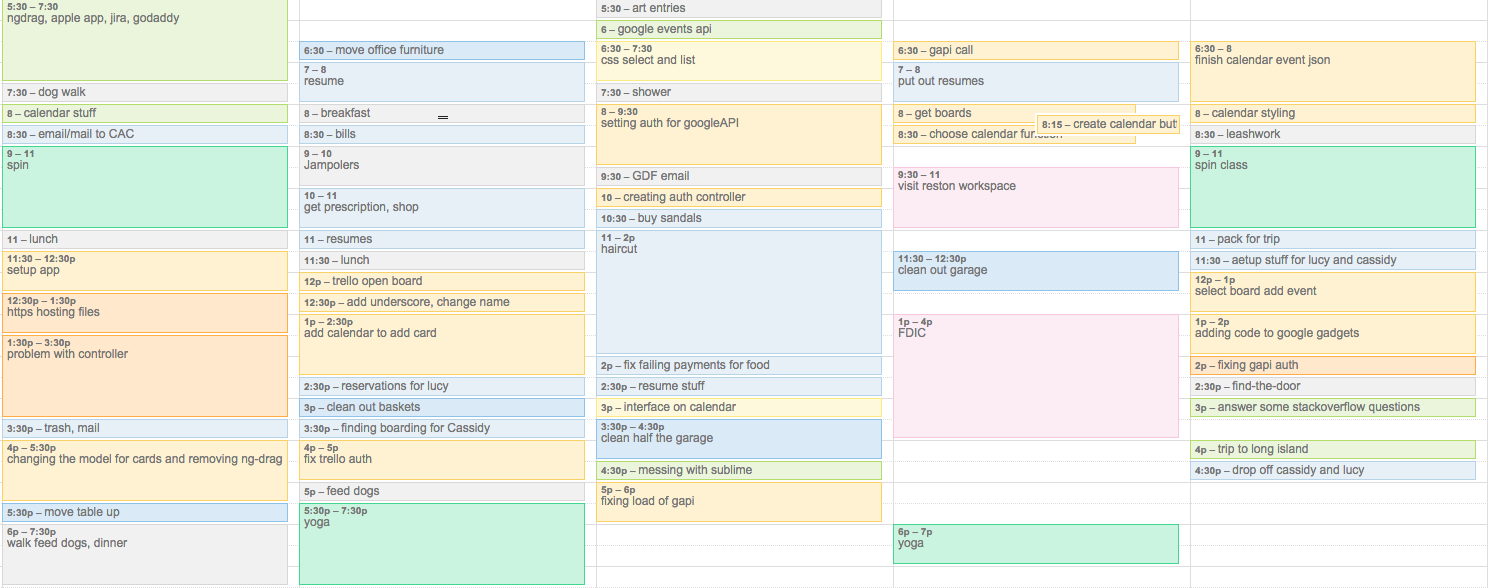 5:30 – 7:30
ngdrag, apple app, jira, godaddy
7:30 – dog walk
8 – calendar stuff
8:30 – email/mail to CAC
9 – 11
spin
11 – lunch
11:30 – 12:30p
setup app
12:30p – 1:30p
https hosting files
1:30p – 3:30p
problem with controller
3:30p – trash, mail
4p – 5:30p
changing the model for cards and removing ng-drag
5:30p – move table up
6p – 7:30p
walk feed dogs, dinner
6:30 – move office furniture
7 – 8
resume
8 – breakfast
8:30 – bills
9 – 10
Jampolers
10 – 11
get prescription, shop
11 – resumes
11:30 – lunch
12p – trello open board
12:30p – add underscore, change name
1p – 2:30p
add calendar to add card
2:30p – reservations for lucy
3p – clean out baskets
3:30p – finding boarding for Cassidy
4p – 5p
fix trello auth
5p – feed dogs
5:30p – 7:30p
yoga
5:30 – art entries
6 – google events api
6:30 – 7:30
css select and list
7:30 – shower
8 – 9:30
setting auth for googleAPI
9:30 – GDF email
10 – creating auth controller
10:30 – buy sandals
11 – 2p
haircut
2p – fix failing payments for food
2:30p – resume stuff
3p – interface on calendar
3:30p – 4:30p
clean half the garage
4:30p – messing with sublime
5p – 6p
fixing load of gapi
6:30 – gapi call
7 – 8
put out resumes
8 – get boards
8:15 – create calendar but
8:30 – choose calendar function
9:30 – 11
visit reston workspace
11:30 – 12:30p
clean out garage
1p – 4p
FDIC
6p – 7p
yoga
6:30 – 8
finish calendar event json
8 – calendar styling
8:30 – leashwork
9 – 11
spin class
11 – pack for trip
11:30 – aetup stuff for lucy and cassidy
12p – 1p
select board add event
1p – 2p
adding code to google gadgets
2p – fixing gapi auth
2:30p – find-the-door
3p – answer some stackoverflow questions
4p – trip to long island
4:30p – drop off cassidy and lucy